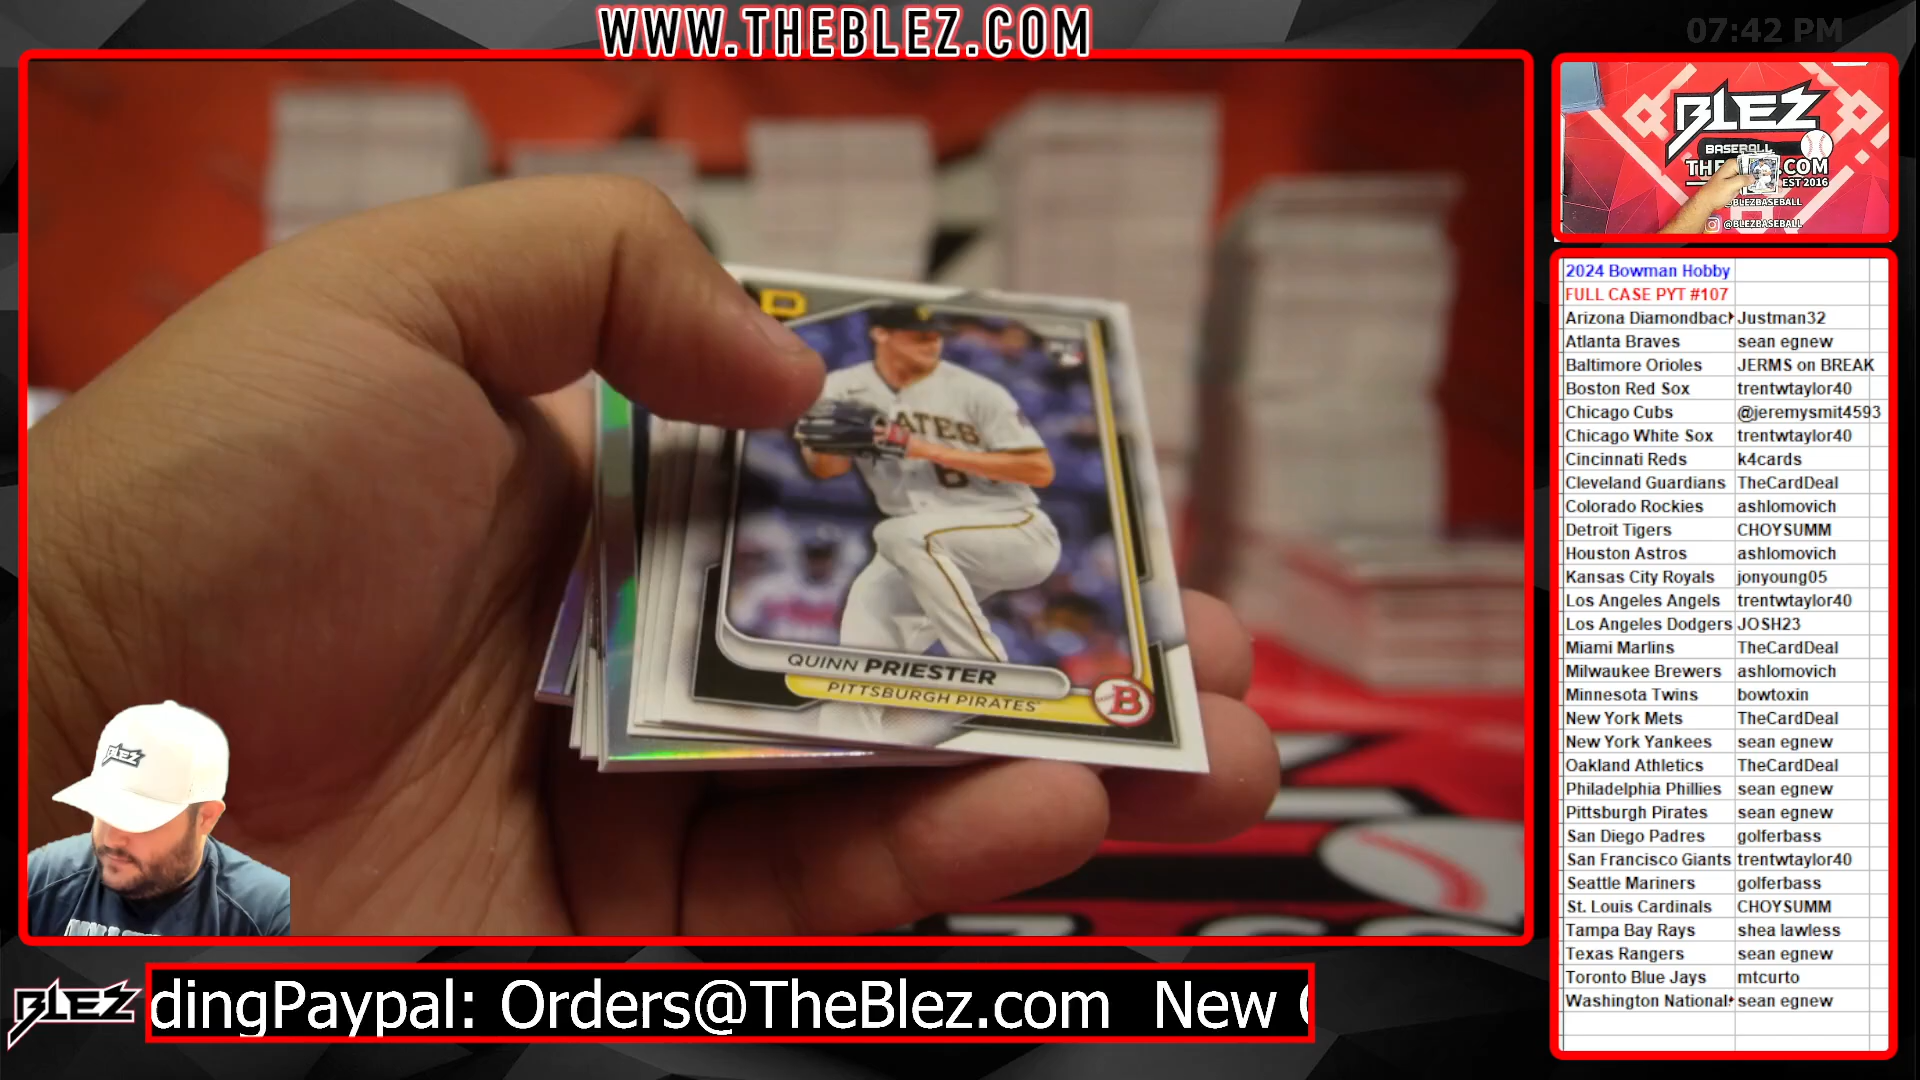 WWW.THEBLEZ.COM
07:42 PM
BLEZ
BASEBALL
.COM
EST 2016
@BLEZBASEBALL
@BLEZBASEBALL
P
ATES
6
QUINN PRIESTER
PITTSBURGH PIRATES
B
BLEZ
2024 Bowman Hobby
FULL CASE PYT #107
Arizona Diamondback Justman32
Atlanta Braves sean egnew
Baltimore Orioles JERMS on BREAK
Boston Red Sox trentwtaylor40
Chicago Cubs @jeremysmit4593
Chicago White Sox trentwtaylor40
Cincinnati Reds k4cards
Cleveland Guardians TheCardDeal
Colorado Rockies ashlomovich
Detroit Tigers CHOYSUMM
Houston Astros ashlomovich
Kansas City Royals jonyoung05
Los Angeles Angels trentwtaylor40
Los Angeles Dodgers JOSH23
Miami Marlins TheCardDeal
Milwaukee Brewers ashlomovich
Minnesota Twins bowtoxin
New York Mets TheCardDeal
New York Yankees sean egnew
Oakland Athletics TheCardDeal
Philadelphia Phillies sean egnew
Pittsburgh Pirates sean egnew
San Diego Padres golferbass
San Francisco Giants trentwtaylor40
Seattle Mariners golferbass
St. Louis Cardinals CHOYSUMM
Tampa Bay Rays shea lawless
Texas Rangers sean egnew
Toronto Blue Jays mtcurto
Washington National sean egnew
BLEZ
dingPaypal: Orders@TheBlez.com New